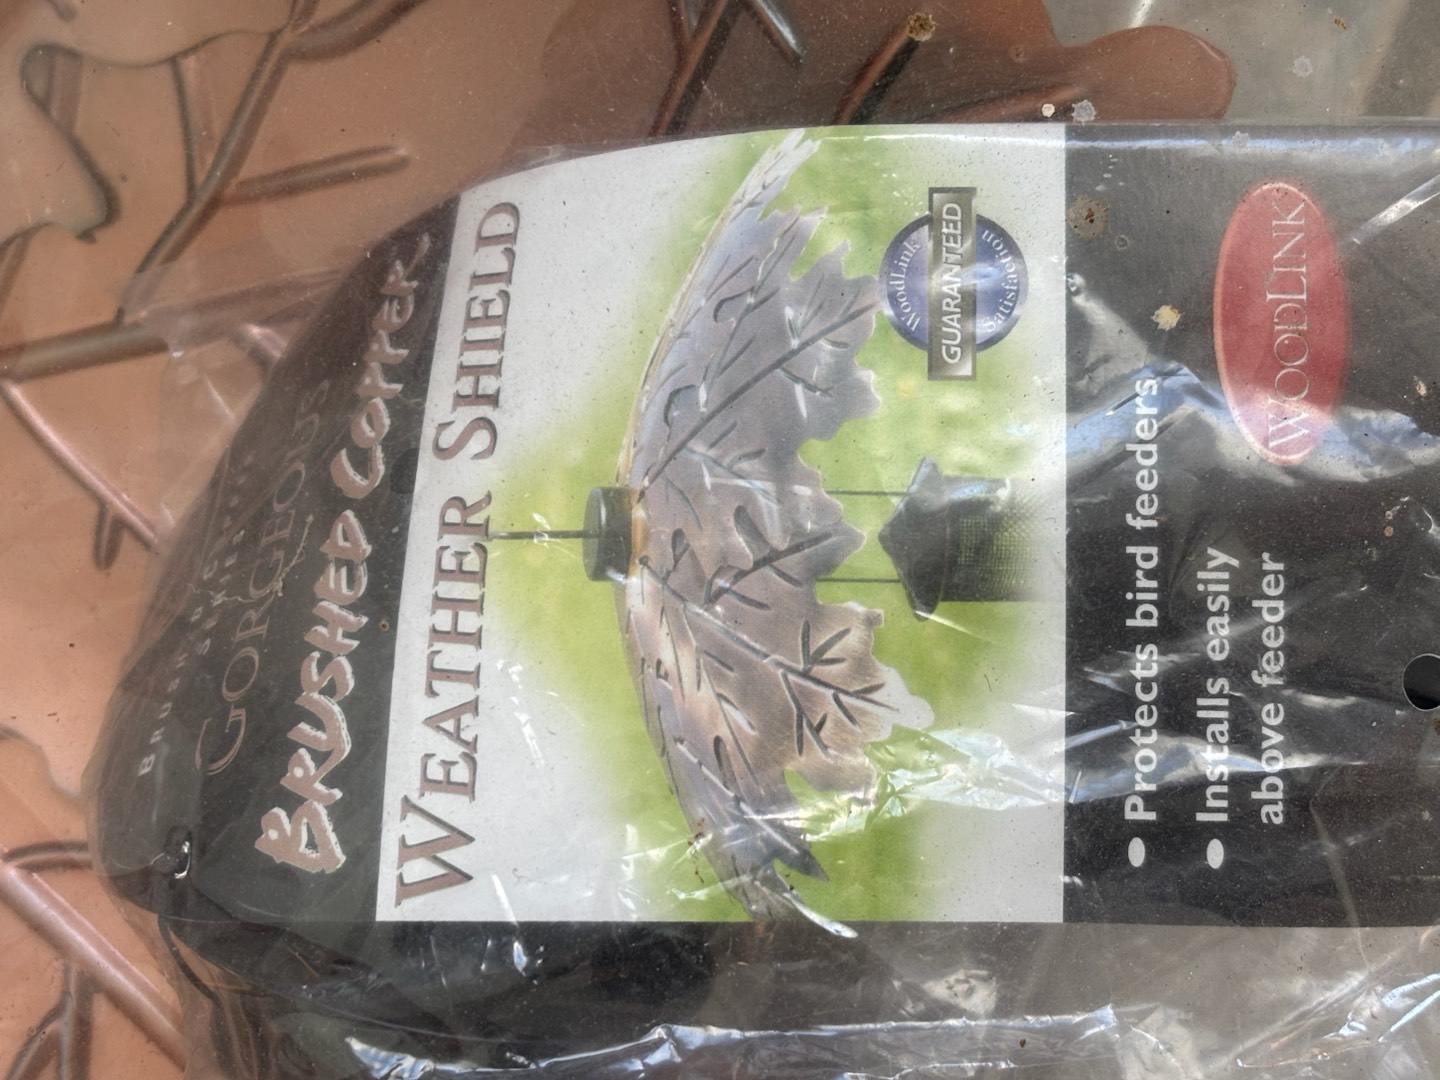 GORGEOUS
BRUSHED COPPER
WEATHER SHIELD
WoodLink
GUARANTEED
Satisfaction
• Protects bird feeders
• Installs easily
above feeder
WOODLINK